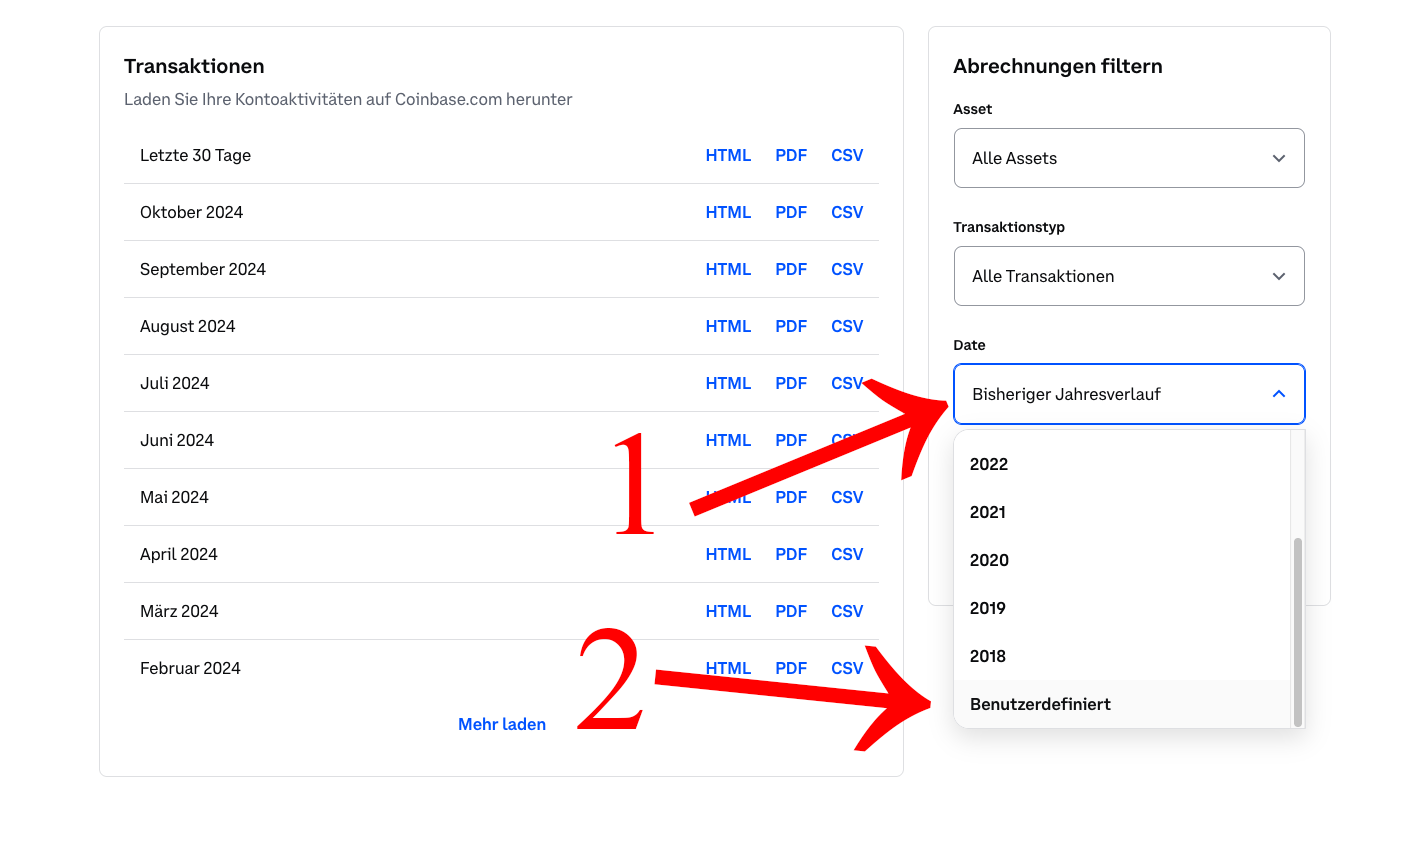 Transaktionen
Laden Sie Ihre Kontoaktivitäten auf Coinbase.com herunter
Letzte 30 Tage HTML PDF CSV
Oktober 2024 HTML PDF CSV
September 2024 HTML PDF CSV
August 2024 HTML PDF CSV
Juli 2024 HTML PDF CSV
Juni 2024 HTML PDF CSV
Mai 2024 HTML PDF CSV
April 2024 HTML PDF CSV
März 2024 HTML PDF CSV
Februar 2024 HTML PDF CSV
Mehr laden
1
2
Abrechnungen filtern
Asset
Alle Assets
Transaktionstyp
Alle Transaktionen
Date
Bisheriger Jahresverlauf
2022
2021
2020
2019
2018
Benutzerdefiniert